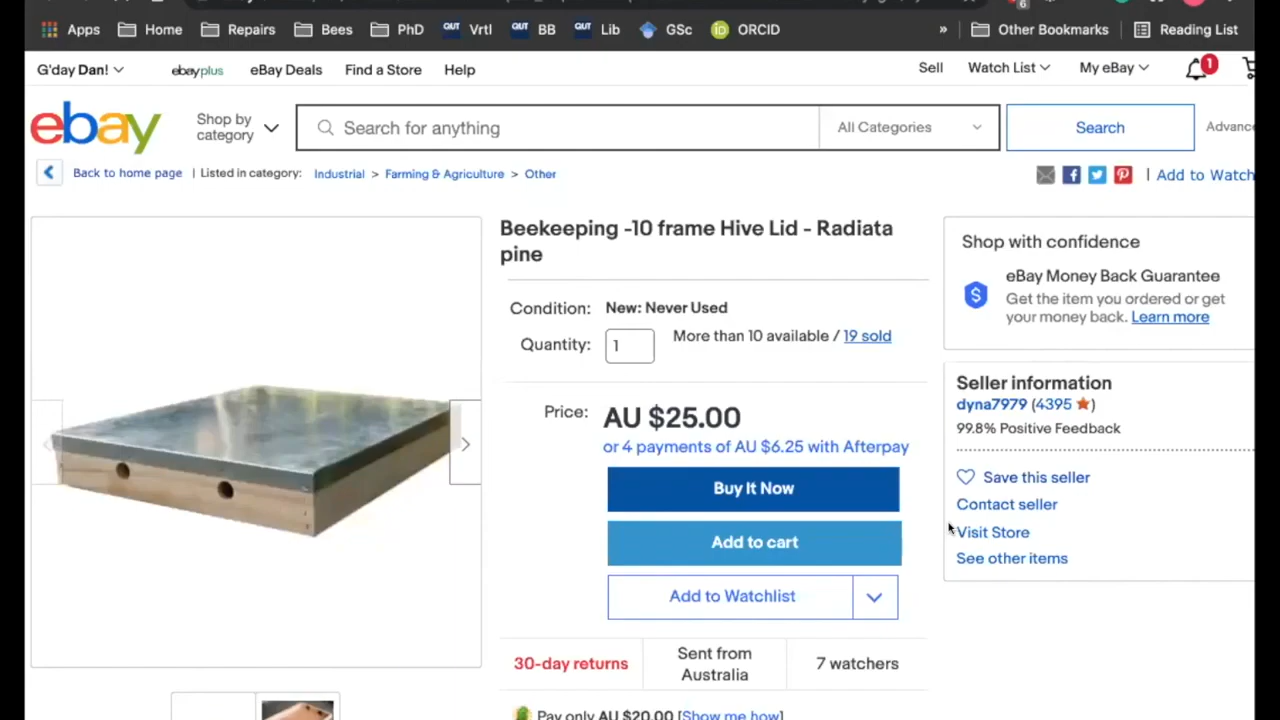 6
Apps Home Repairs Bees PhD QUT Vrtl QUT BB QUT Lib GSc iD ORCID » Other Bookmarks Reading List
G'day Dan! ebayplus eBay Deals Find a Store Help Sell Watch List My eBay 1
ebay Shop by category Search for anything All Categories Search
Back to home page | Listed in category: Industrial > Farming & Agriculture > Other | Add to Watch
Beekeeping -10 frame Hive Lid - Radiata
pine
Condition: New: Never Used
Quantity: 1 More than 10 available / 19 sold
Price: AU $25.00
or 4 payments of AU $6.25 with Afterpay
Buy It Now
Add to cart
Add to Watchlist
30-day returns
Sent from
Australia
7 watchers
Pay only AU $20.00 [Show me how]
Shop with confidence
eBay Money Back Guarantee
Get the item you ordered or get
your money back. Learn more
Seller information
dyna7979 (4395 ★)
99.8% Positive Feedback
Save this seller
Contact seller
Visit Store
See other items